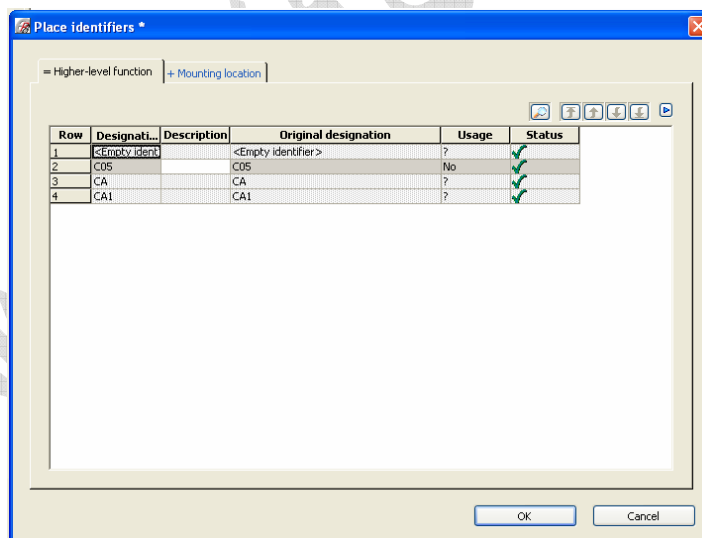 Place identifiers *
= Higher-level function + Mounting location
Row Designati... Description Original designation Usage Status
1 <Empty ident <Empty identifier> ?
2 C05 C05 No
3 CA CA ?
4 CA1 CA1 ?
OK Cancel